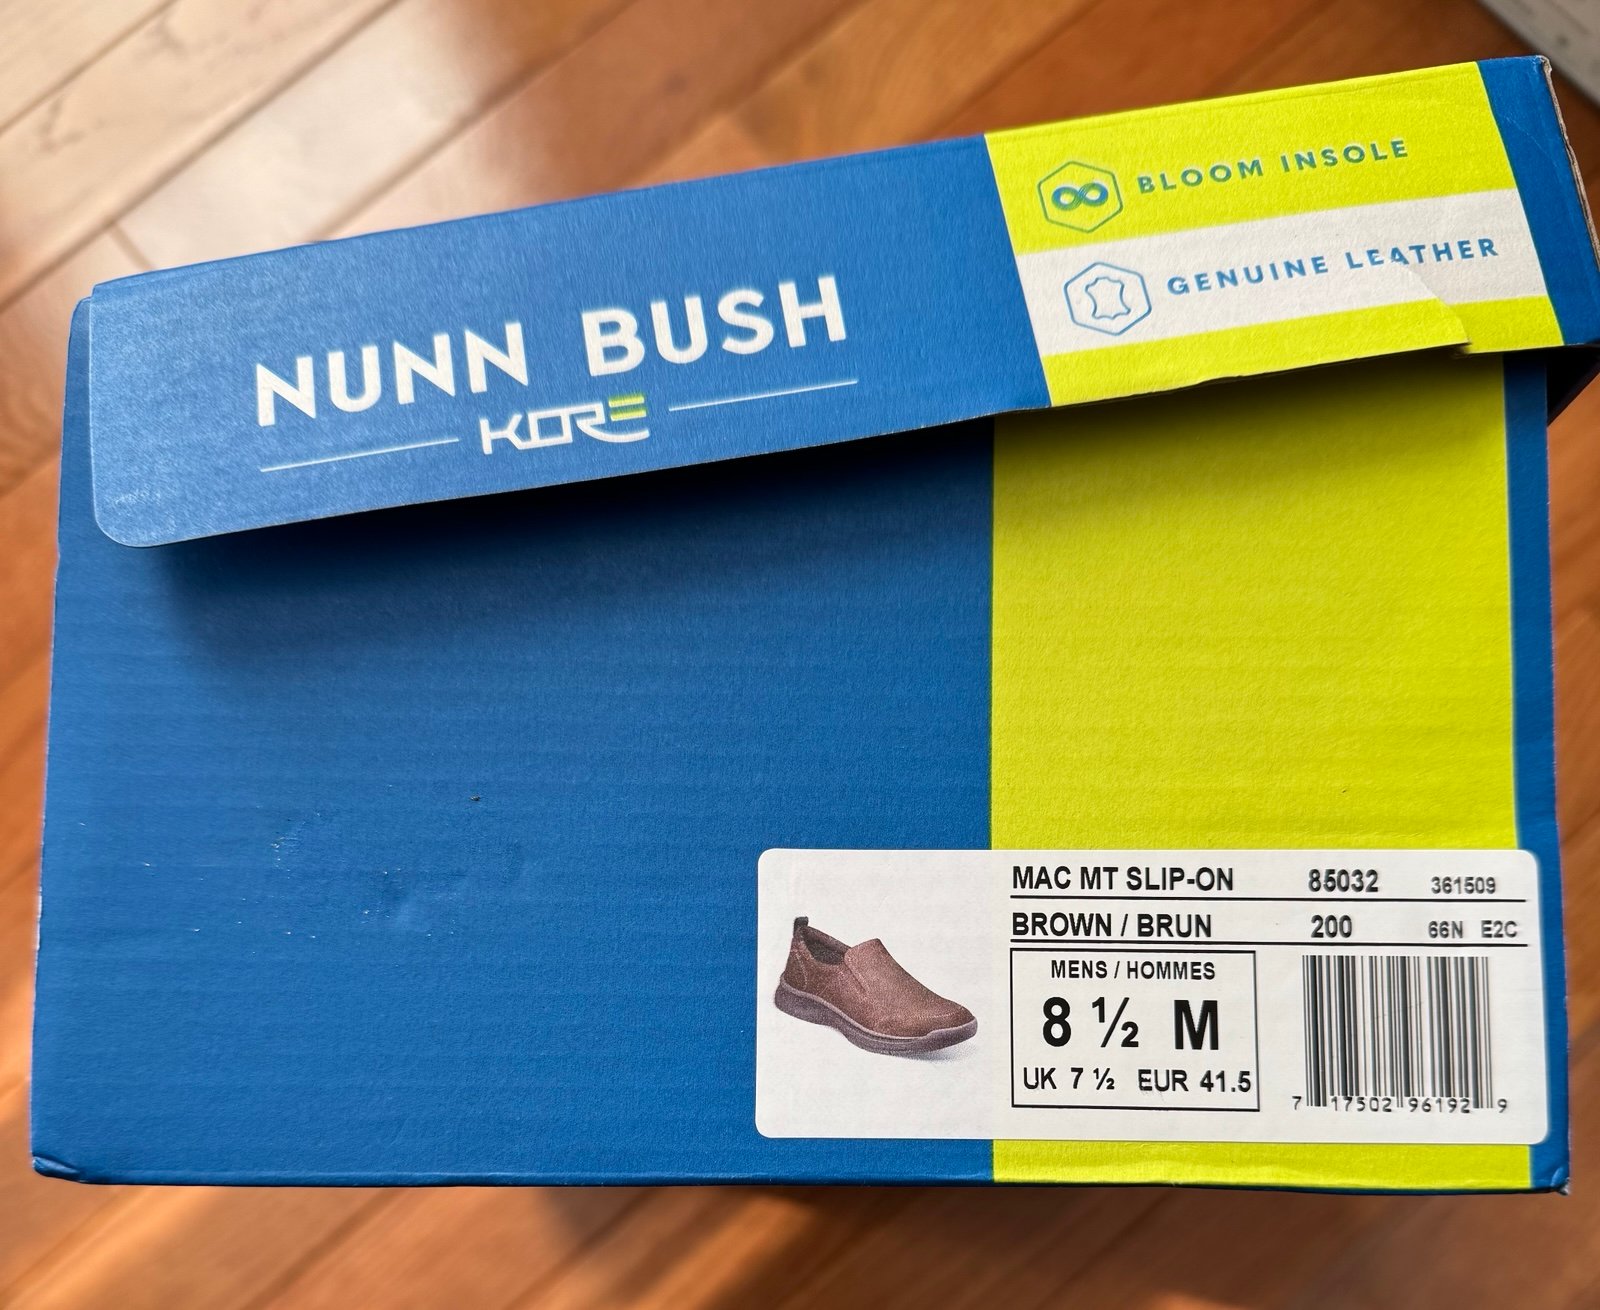 NUNN BUSH
KORE
BLOOM INSOLE
GENUINE LEATHER
MAC MT SLIP-ON 85032 361509
BROWN / BRUN 200 66N E2C
MENS / HOMMES
8 ½ M
UK 7 ½ EUR 41.5
7 17502 96192 9